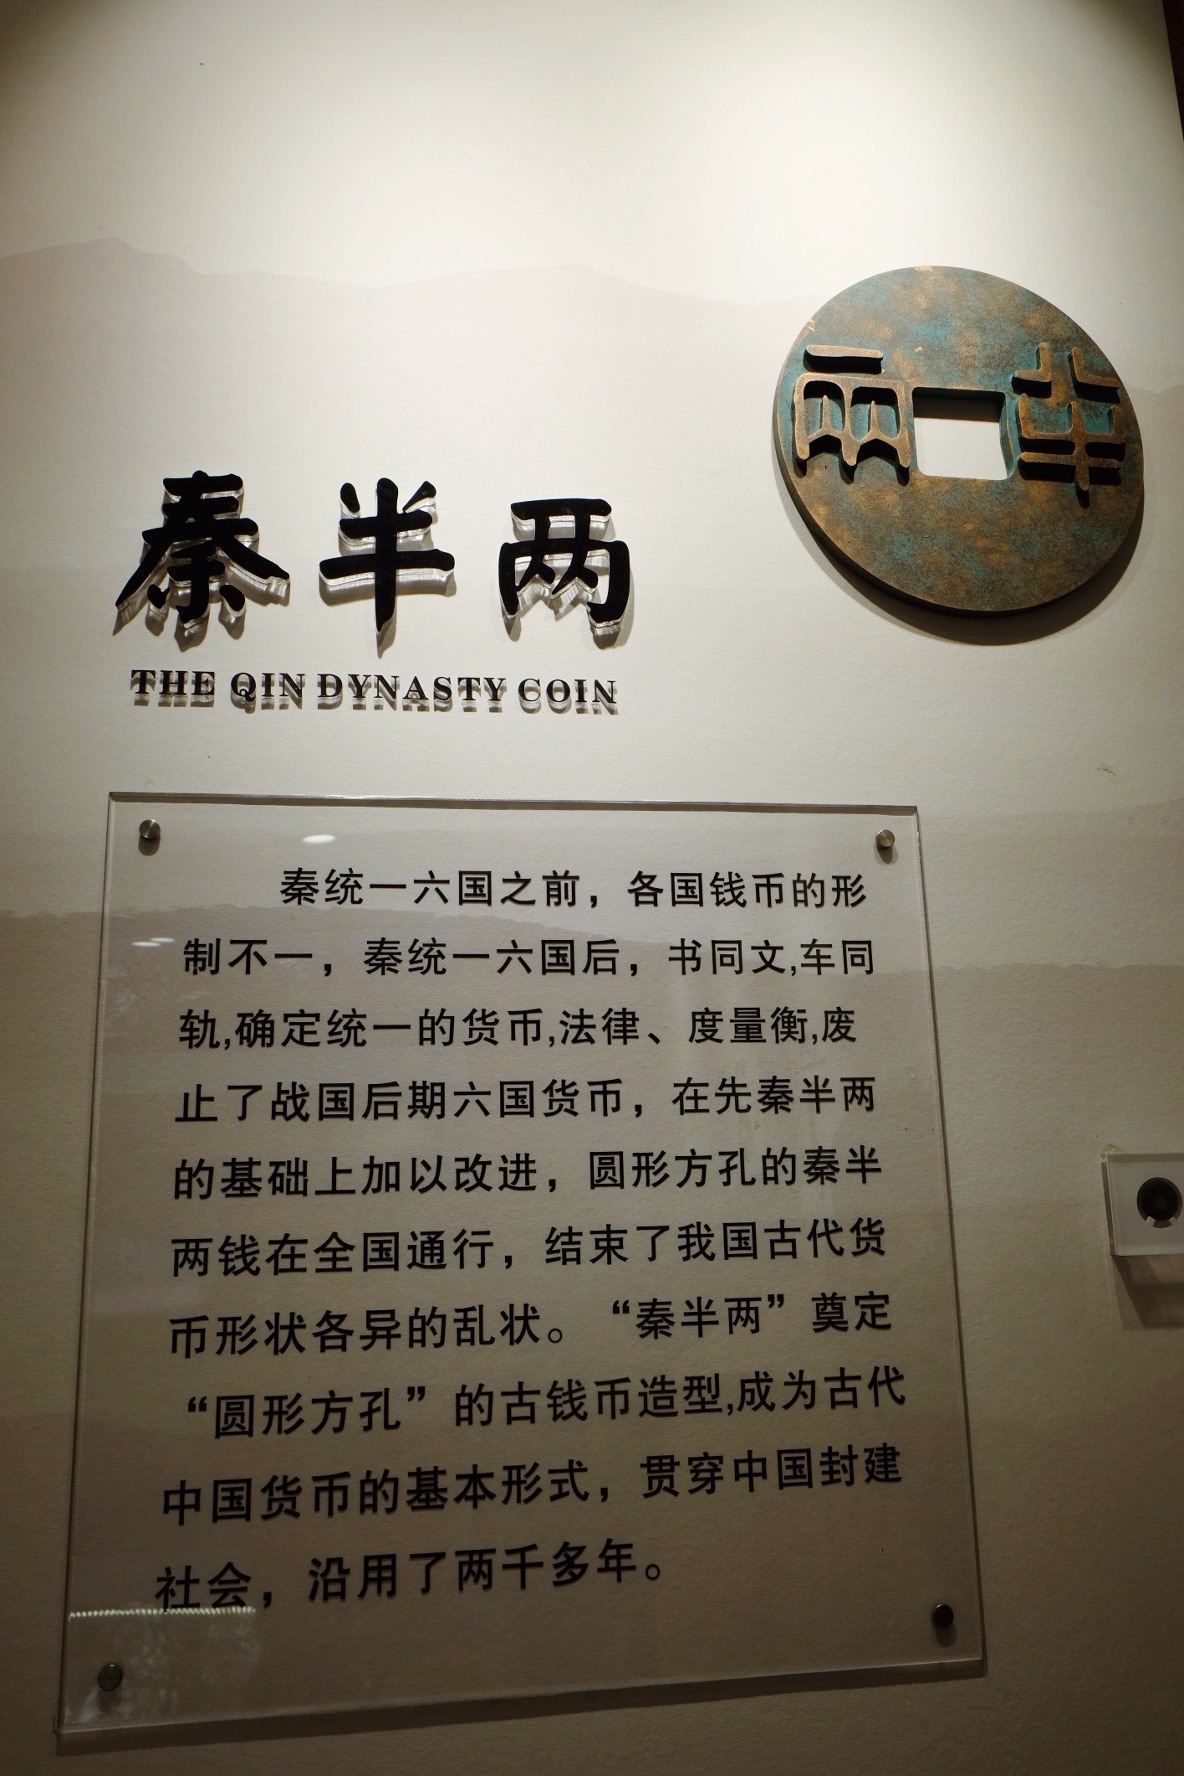 兩半
秦半两
THE QIN DYNASTY COIN
秦统一六国之前，各国钱币的形
制不一，秦统一六国后，书同文,车同
轨,确定统一的货币,法律、度量衡,废
止了战国后期六国货币，在先秦半两
的基础上加以改进，圆形方孔的秦半
两钱在全国通行，结束了我国古代货
币形状各异的乱状。“秦半两”奠定
“圆形方孔”的古钱币造型,成为古代
中国货币的基本形式，贯穿中国封建
社会，沿用了两千多年。